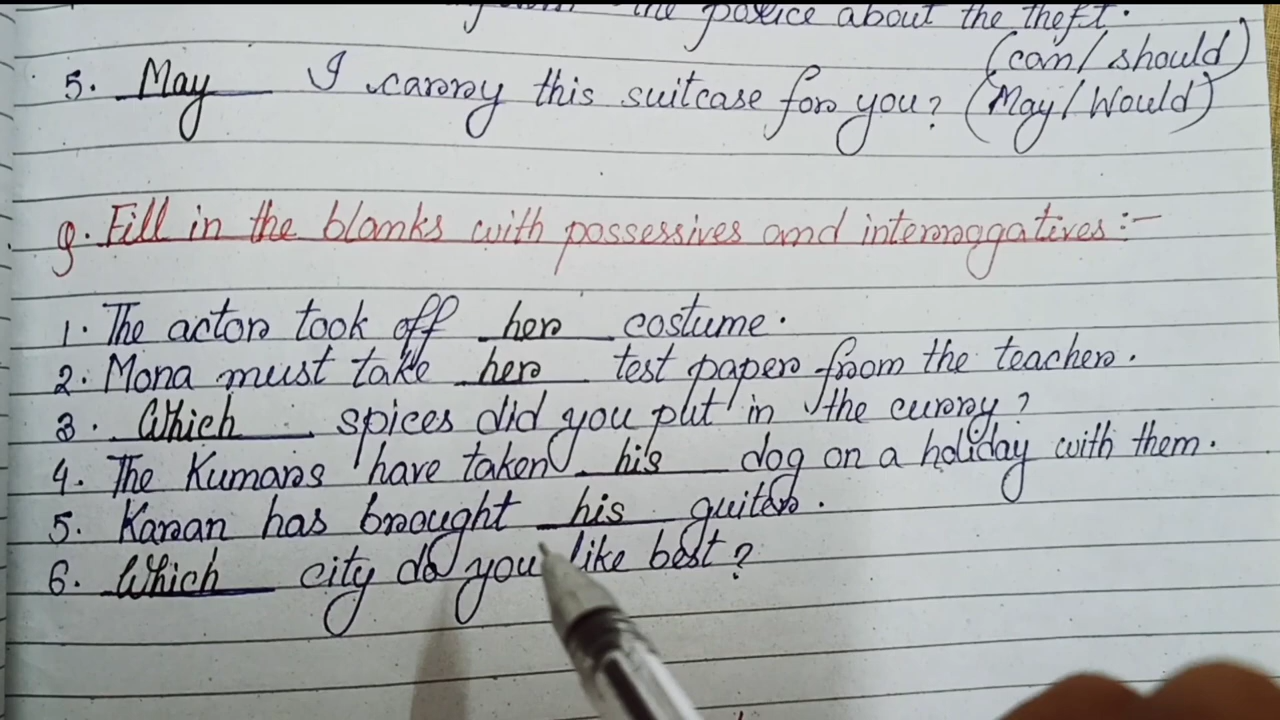 the police about the theft.
(can/ should)
5. May I carry this suitcase for you? (May/Would)
g. Fill in the blanks with possessives and interrogatives:-
1. The actor took off her costume.
2. Mona must take her test paper from the teacher.
3. Which spices did you put in the curry?
4. The Kumars have taken his dog on a holiday with them.
5. Karan has brought his guiter.
6. Which city do you like best?